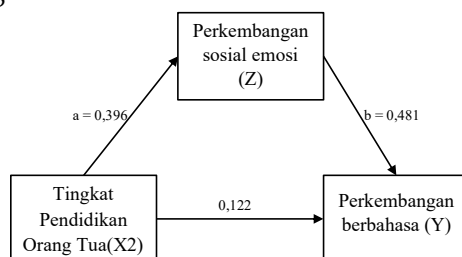 Perkembangan
sosial emosi
(Z)
a = 0,396
b = 0,481
Tingkat
Pendidikan
Orang Tua(X2)
0,122
Perkembangan
berbahasa (Y)